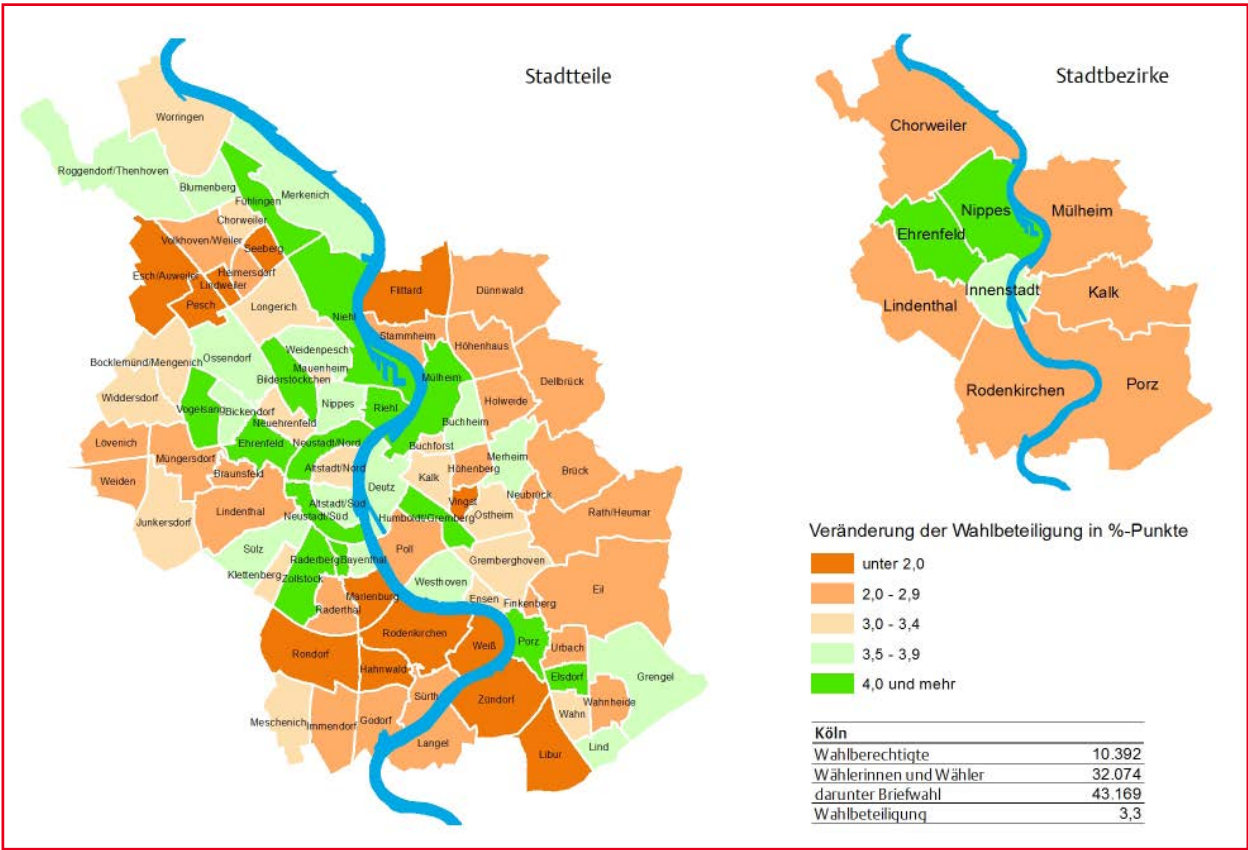 Stadtteile
Worringen
Roggendorf/Thenhoven
Blumenberg
Fühlingen
Merkenich
Chorweiler
Volkhoven/Weiler
Seeberg
Heimersdorf
Esch/Auweiler
Lindweiler
Pesch
Longerich
Niehl
Flittard
Dünnwald
Stammheim
Höhenhaus
Weidenpesch
Ossendorf
Bocklemünd/Mengenich
Mauenheim
Bilderstöckchen
Mülheim
Dellbrück
Widdersdorf
Vogelsang
Bickendorf
Nippes
Riehl
Holweide
Neuehrenfeld
Buchheim
Lövenich
Ehrenfeld
Neustadt/Nord
Buchforst
Müngersdorf
Merheim
Altstadt/Nord
Höhenberg
Brück
Weiden
Braunsfeld
Kalk
Deutz
Neubrück
Altstadt/Süd
Vingst
Lindenthal
Neustadt/Süd
Humboldt/Gremberg
Ostheim
Rath/Heumar
Junkersdorf
Sülz
Raderberg
Bayenthal
Poll
Gremberghoven
Klettenberg
Zollstock
Westhoven
Eil
Marienburg
Ensen
Finkenberg
Raderthal
Rodenkirchen
Weiß
Porz
Urbach
Rondorf
Hahnwald
Elsdorf
Grengel
Sürth
Zündorf
Wahnheide
Meschenich
Immendorf
Godorf
Wahn
Langel
Libur
Lind
Stadtbezirke
Chorweiler
Nippes
Mülheim
Ehrenfeld
Innenstadt
Kalk
Lindenthal
Rodenkirchen
Porz
Veränderung der Wahlbeteiligung in %-Punkte
unter 2,0
2,0 - 2,9
3,0 - 3,4
3,5 - 3,9
4,0 und mehr
Köln
Wahlberechtigte 10.392
Wählerinnen und Wähler 32.074
darunter Briefwahl 43.169
Wahlbeteiligung 3,3